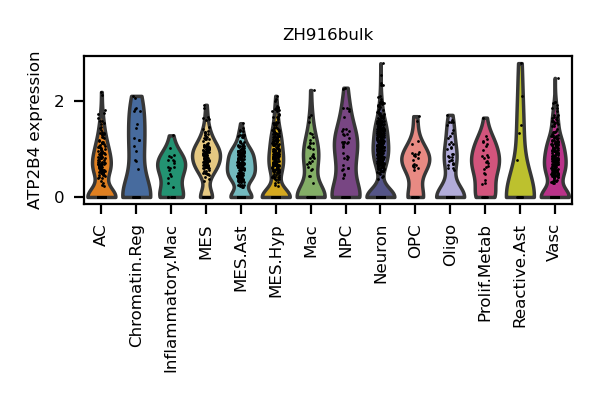 ZH916bulk
ATP2B4 expression
2
0
AC
Chromatin.Reg
Inflammatory.Mac
MES
MES.Ast
MES.Hyp
Mac
NPC
Neuron
OPC
Oligo
Prolif.Metab
Reactive.Ast
Vasc